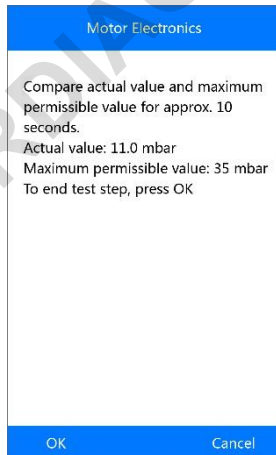 Motor Electronics
Compare actual value and maximum
permissible value for approx. 10
seconds.
Actual value: 11.0 mbar
Maximum permissible value: 35 mbar
To end test step, press OK
OK
Cancel